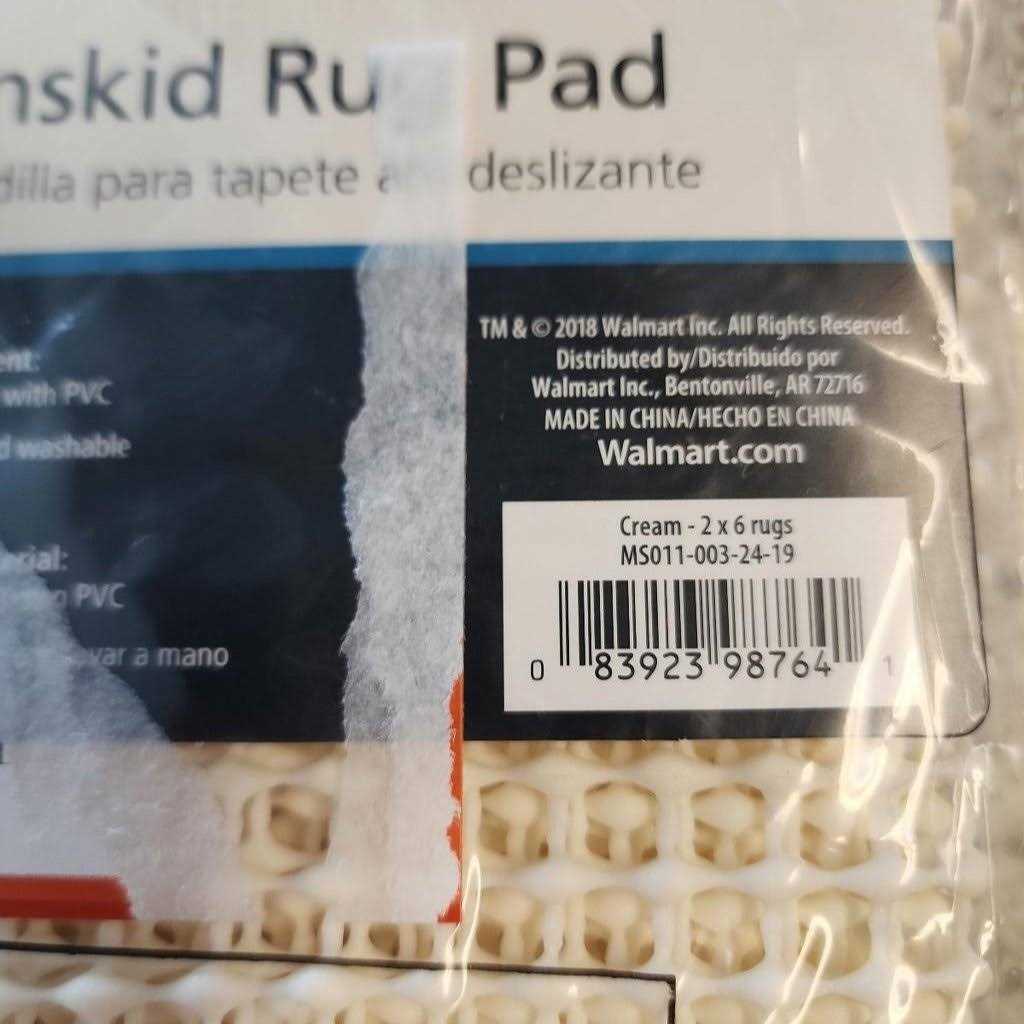 nskid Rug Pad
dilla para tapete deslizante
TM & © 2018 Walmart Inc. All Rights Reserved.
Distributed by/Distribuido por
Walmart Inc., Bentonville, AR 72716
MADE IN CHINA/HECHO EN CHINA
Walmart.com
ent:
with PVC
d washable
rial:
PVC
var a mano
Cream - 2 x 6 rugs
MS011-003-24-19
0 83923 98764 1